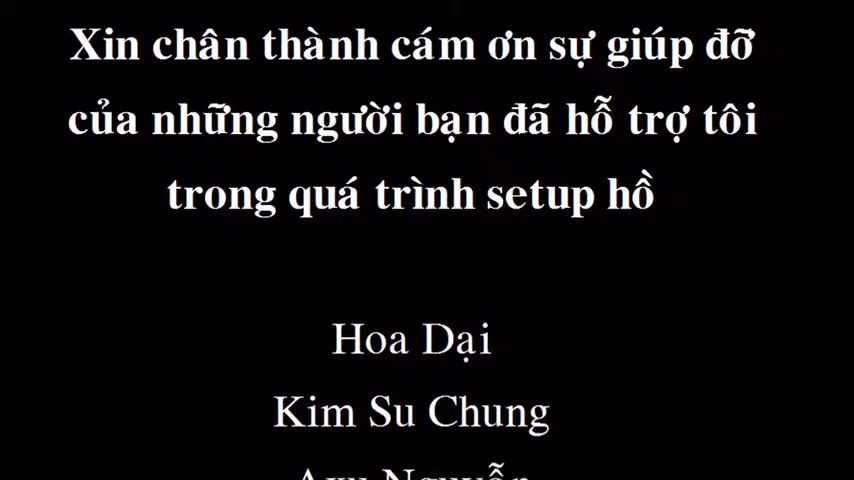 Xin chân thành cám ơn sự giúp đỡ
của những người bạn đã hỗ trợ tôi
trong quá trình setup hồ
Hoa Dại
Kim Su Chung
Nguyễn